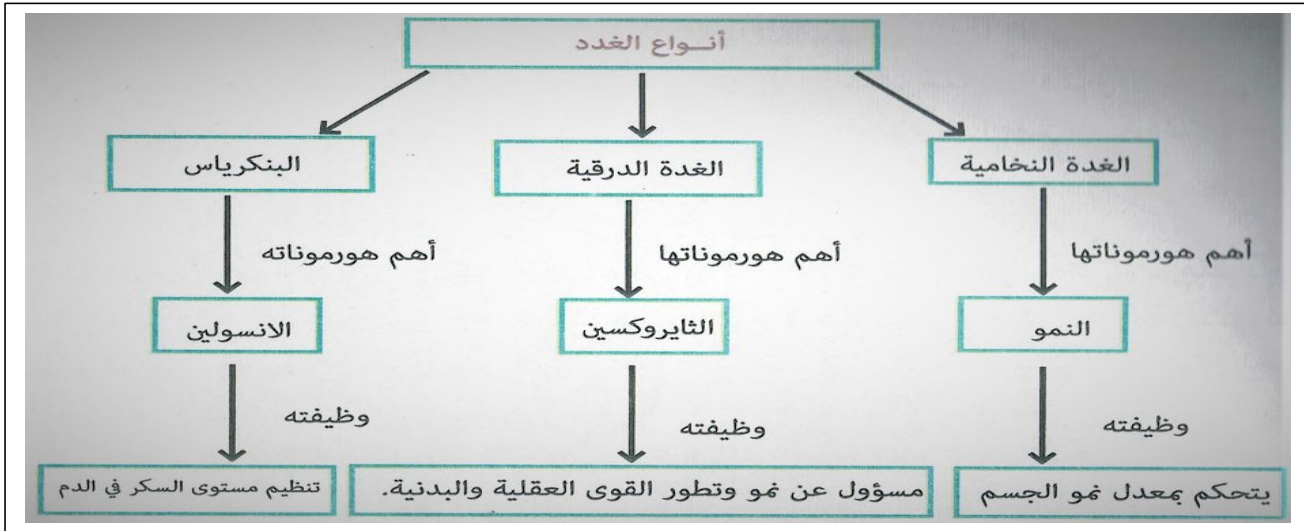 أنــواع الغدد
الغدة النخامية
الغدة الدرقية
البنكرياس
أهم هورموناتها
أهم هورموناتها
أهم هورموناته
النمو
الثايروكسين
الانسولين
وظيفته
وظيفته
وظيفته
يتحكم بمعدل نمو الجسم
مسؤول عن نمو وتطور القوى العقلية والبدنية.
تنظيم مستوى السكر في الدم